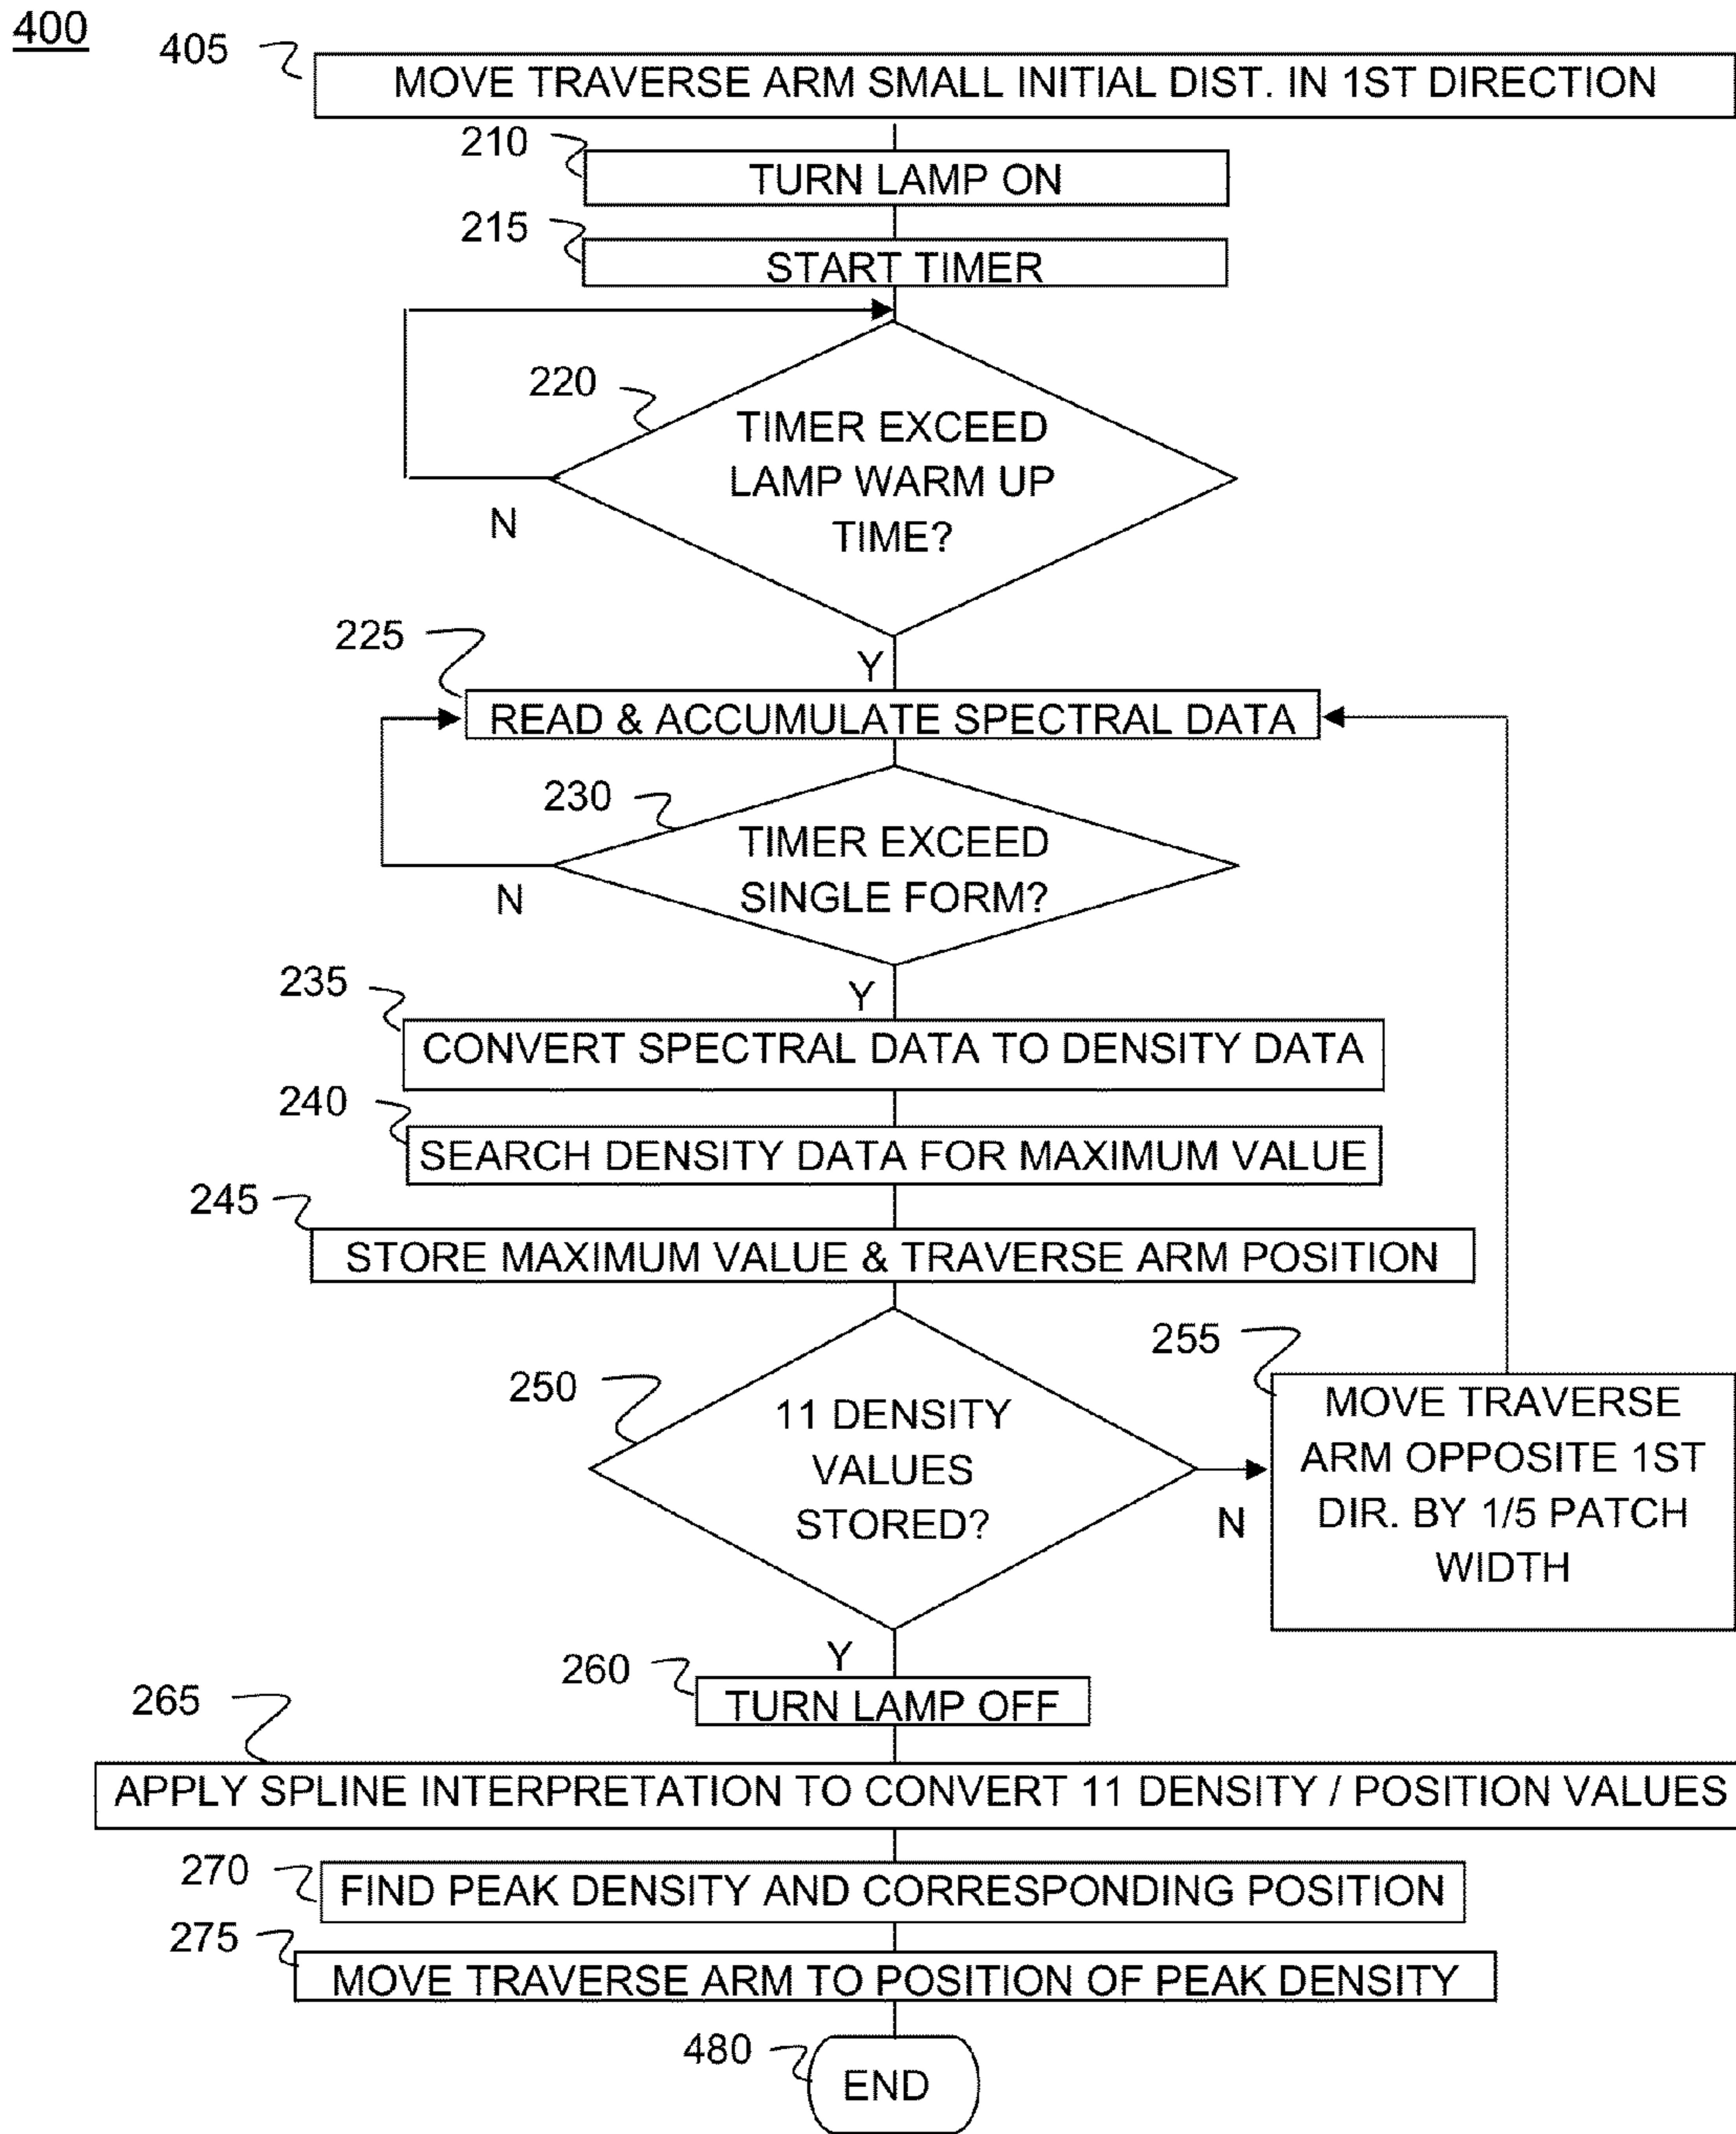 400
405
MOVE TRAVERSE ARM SMALL INITIAL DIST. IN 1ST DIRECTION
210
TURN LAMP ON
215
START TIMER
220
TIMER EXCEED
LAMP WARM UP
TIME?
N
Y
225
READ & ACCUMULATE SPECTRAL DATA
230
TIMER EXCEED
SINGLE FORM?
N
Y
235
CONVERT SPECTRAL DATA TO DENSITY DATA
240
SEARCH DENSITY DATA FOR MAXIMUM VALUE
245
STORE MAXIMUM VALUE & TRAVERSE ARM POSITION
250
11 DENSITY
VALUES
STORED?
N
255
MOVE TRAVERSE
ARM OPPOSITE 1ST
DIR. BY 1/5 PATCH
WIDTH
Y
260
TURN LAMP OFF
265
APPLY SPLINE INTERPRETATION TO CONVERT 11 DENSITY / POSITION VALUES
270
FIND PEAK DENSITY AND CORRESPONDING POSITION
275
MOVE TRAVERSE ARM TO POSITION OF PEAK DENSITY
480
END